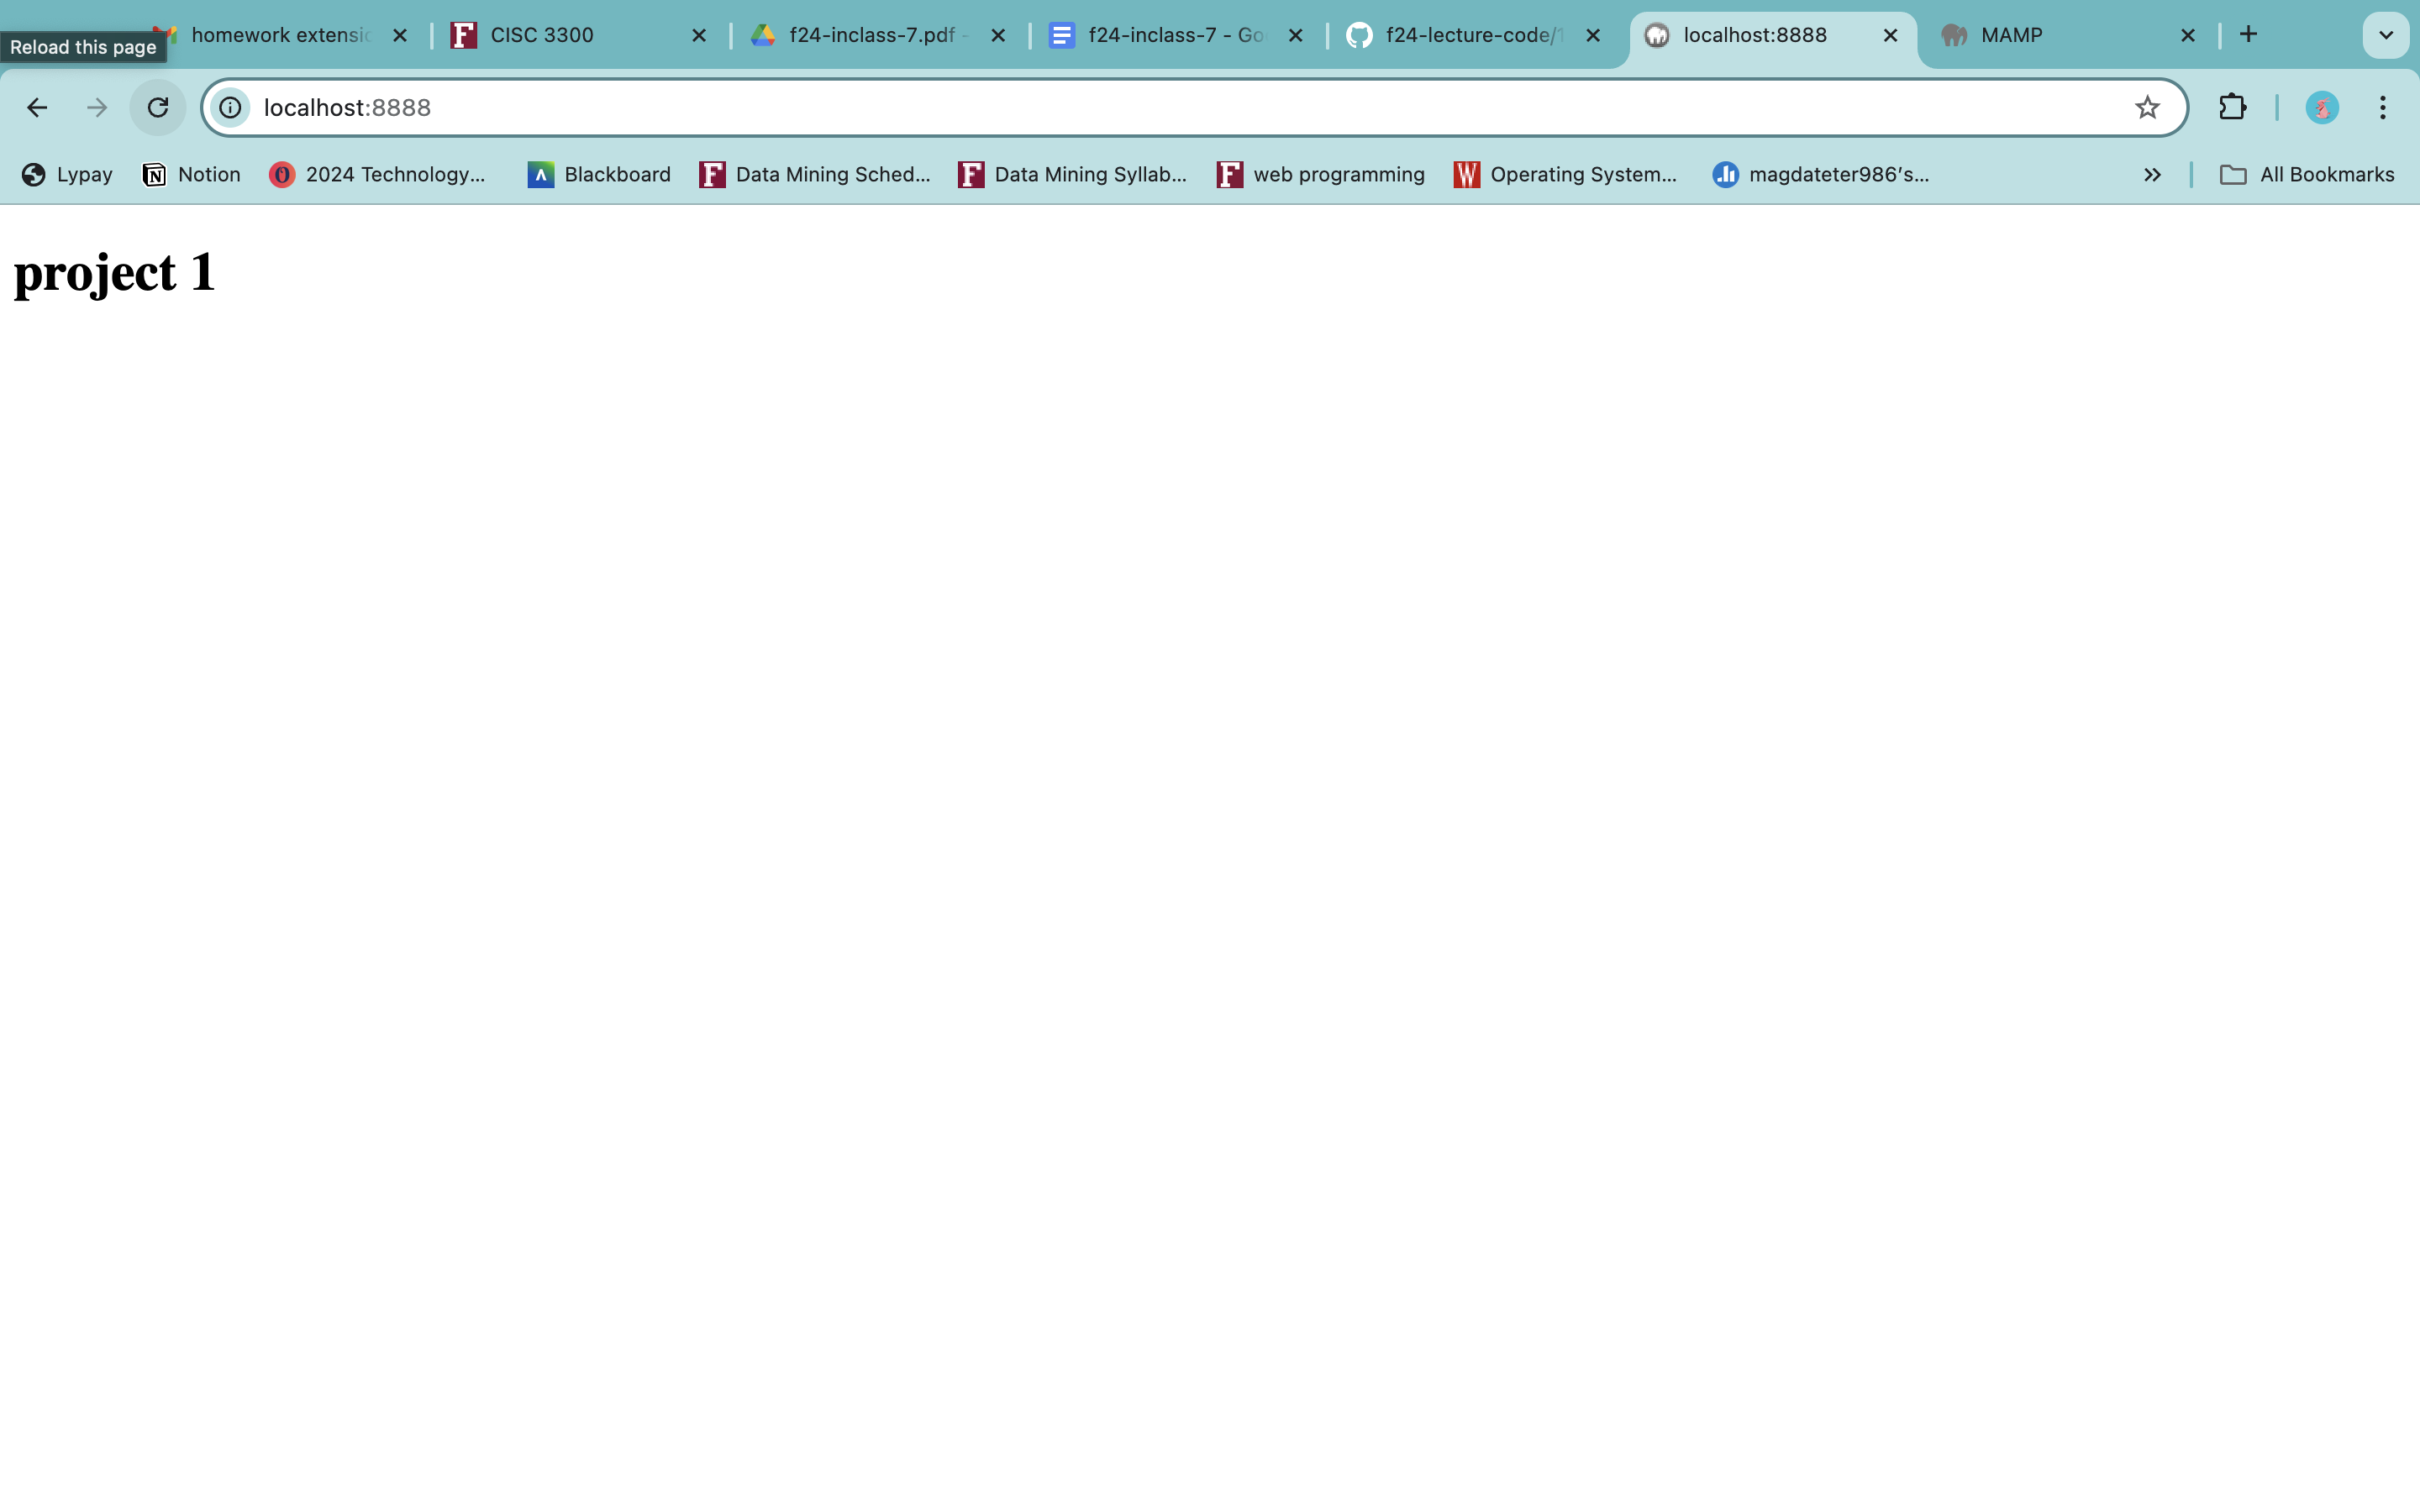 homework extensio
CISC 3300
f24-inclass-7.pdf -
f24-inclass-7 - Go
f24-lecture-code/1
localhost:8888
MAMP
Reload this page
localhost:8888
Lypay
Notion
2024 Technology...
Blackboard
Data Mining Sched...
Data Mining Syllab...
web programming
Operating System...
magdateter986's...
All Bookmarks
project 1